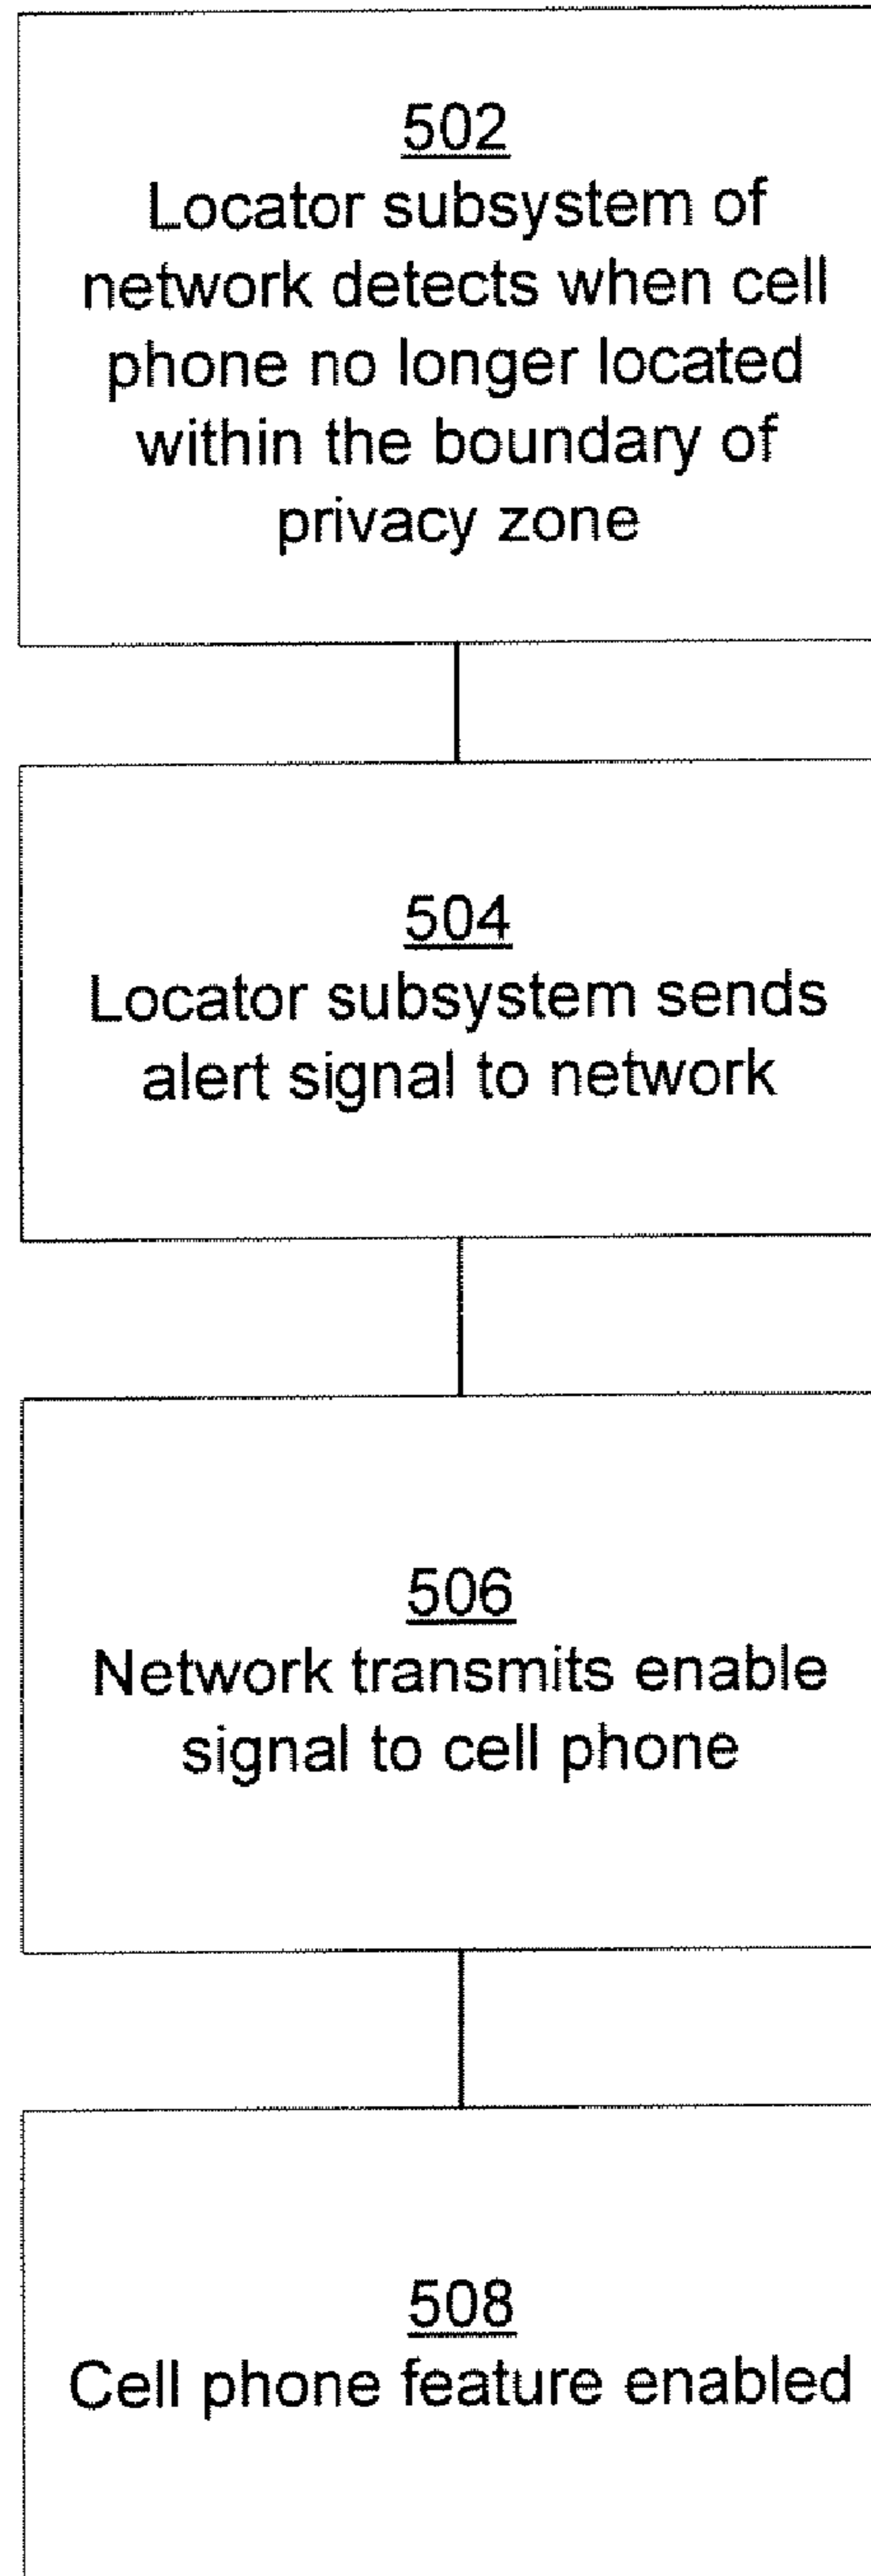 502
Locator subsystem of
network detects when cell
phone no longer located
within the boundary of
privacy zone
504
Locator subsystem sends
alert signal to network
506
Network transmits enable
signal to cell phone
508
Cell phone feature enabled